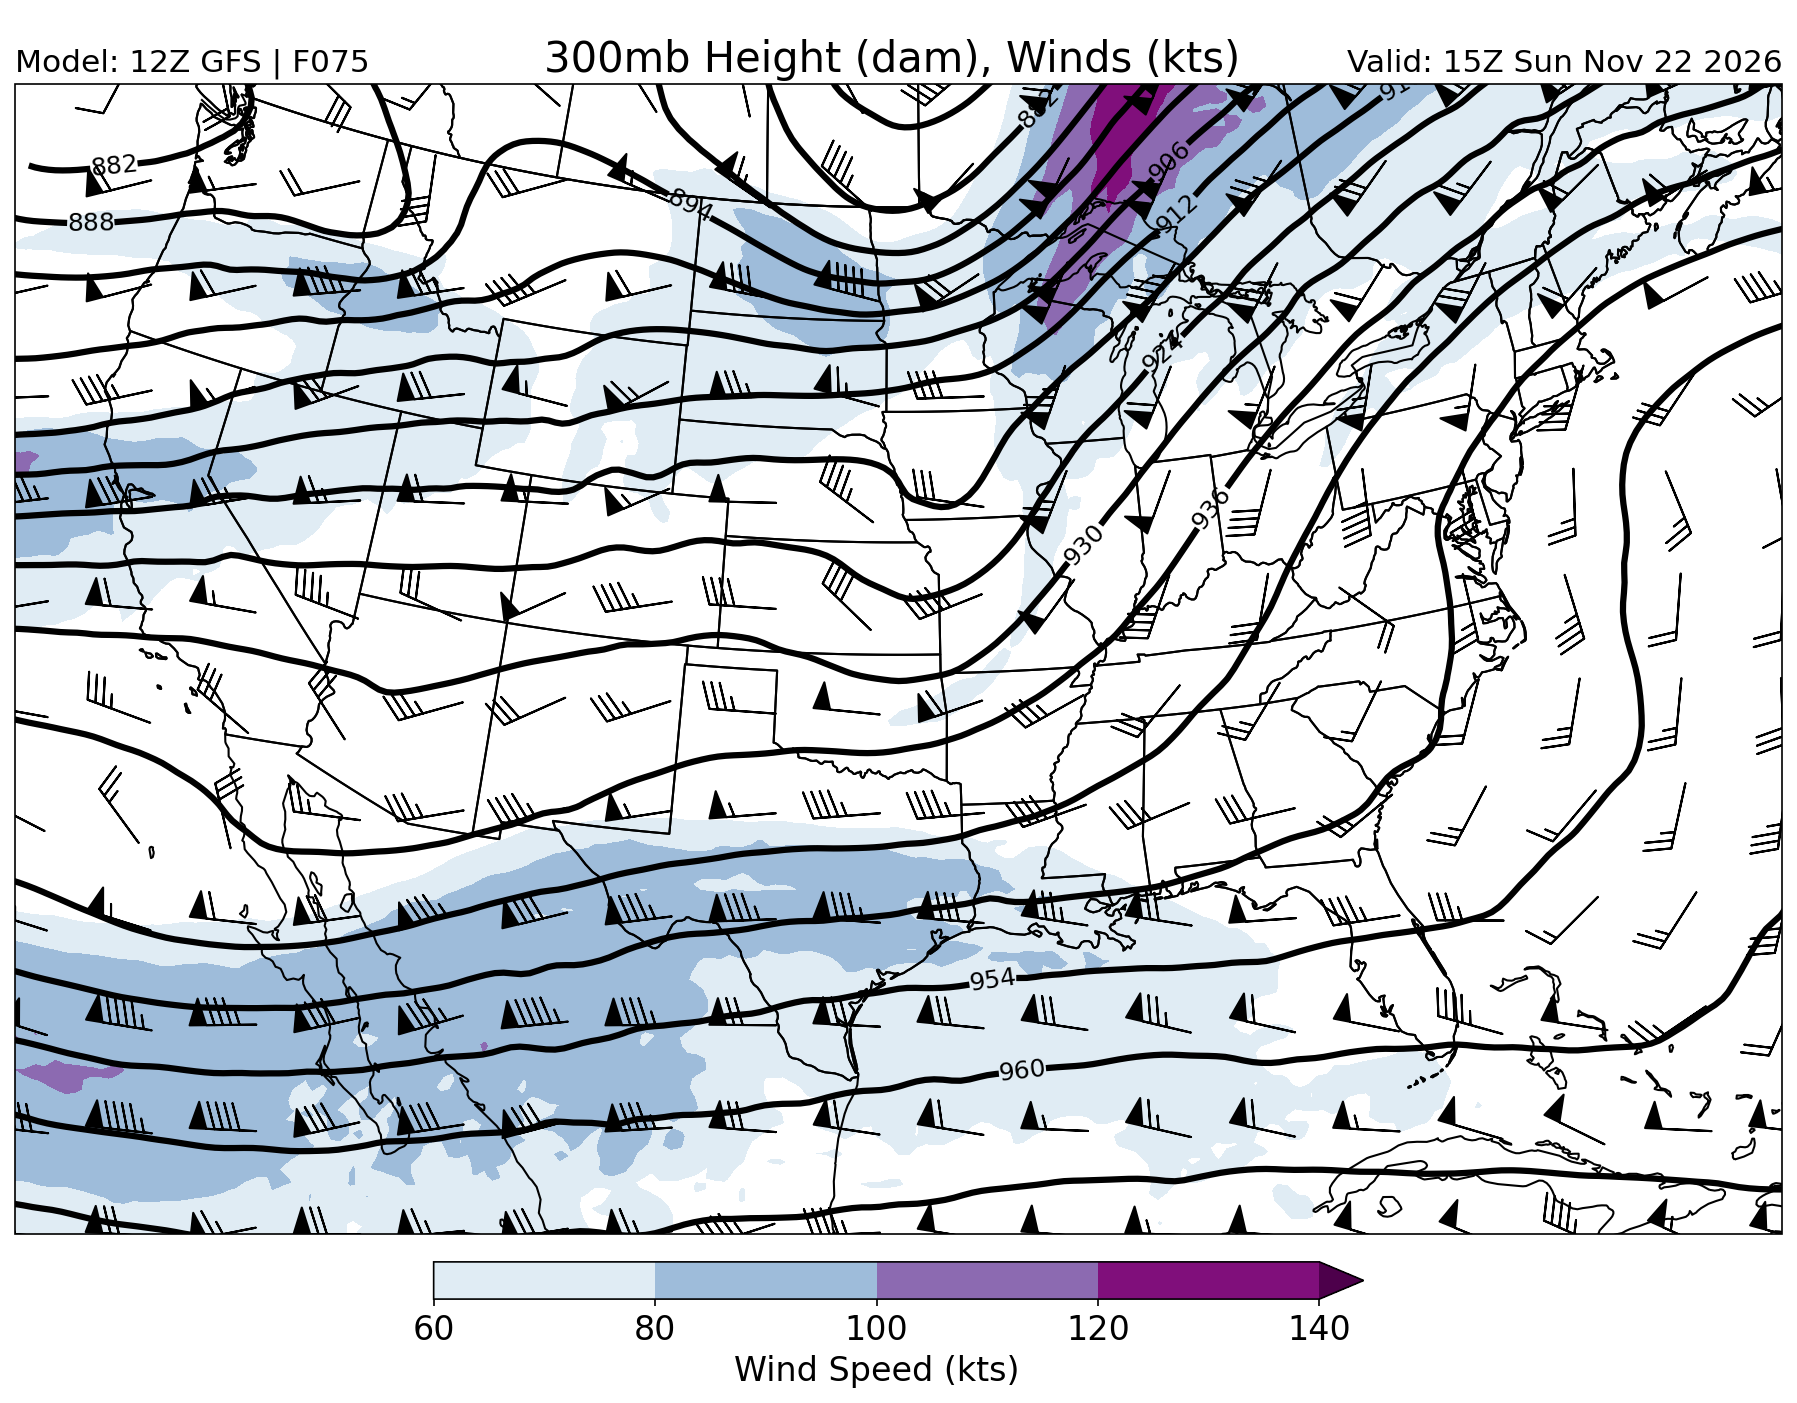 Model: 12Z GFS | F075
300mb Height (dam), Winds (kts)
Valid: 15Z Sun Nov 22 2026
882
888
894
906
912
924
930
936
954
960
60 80 100 120 140
Wind Speed (kts)